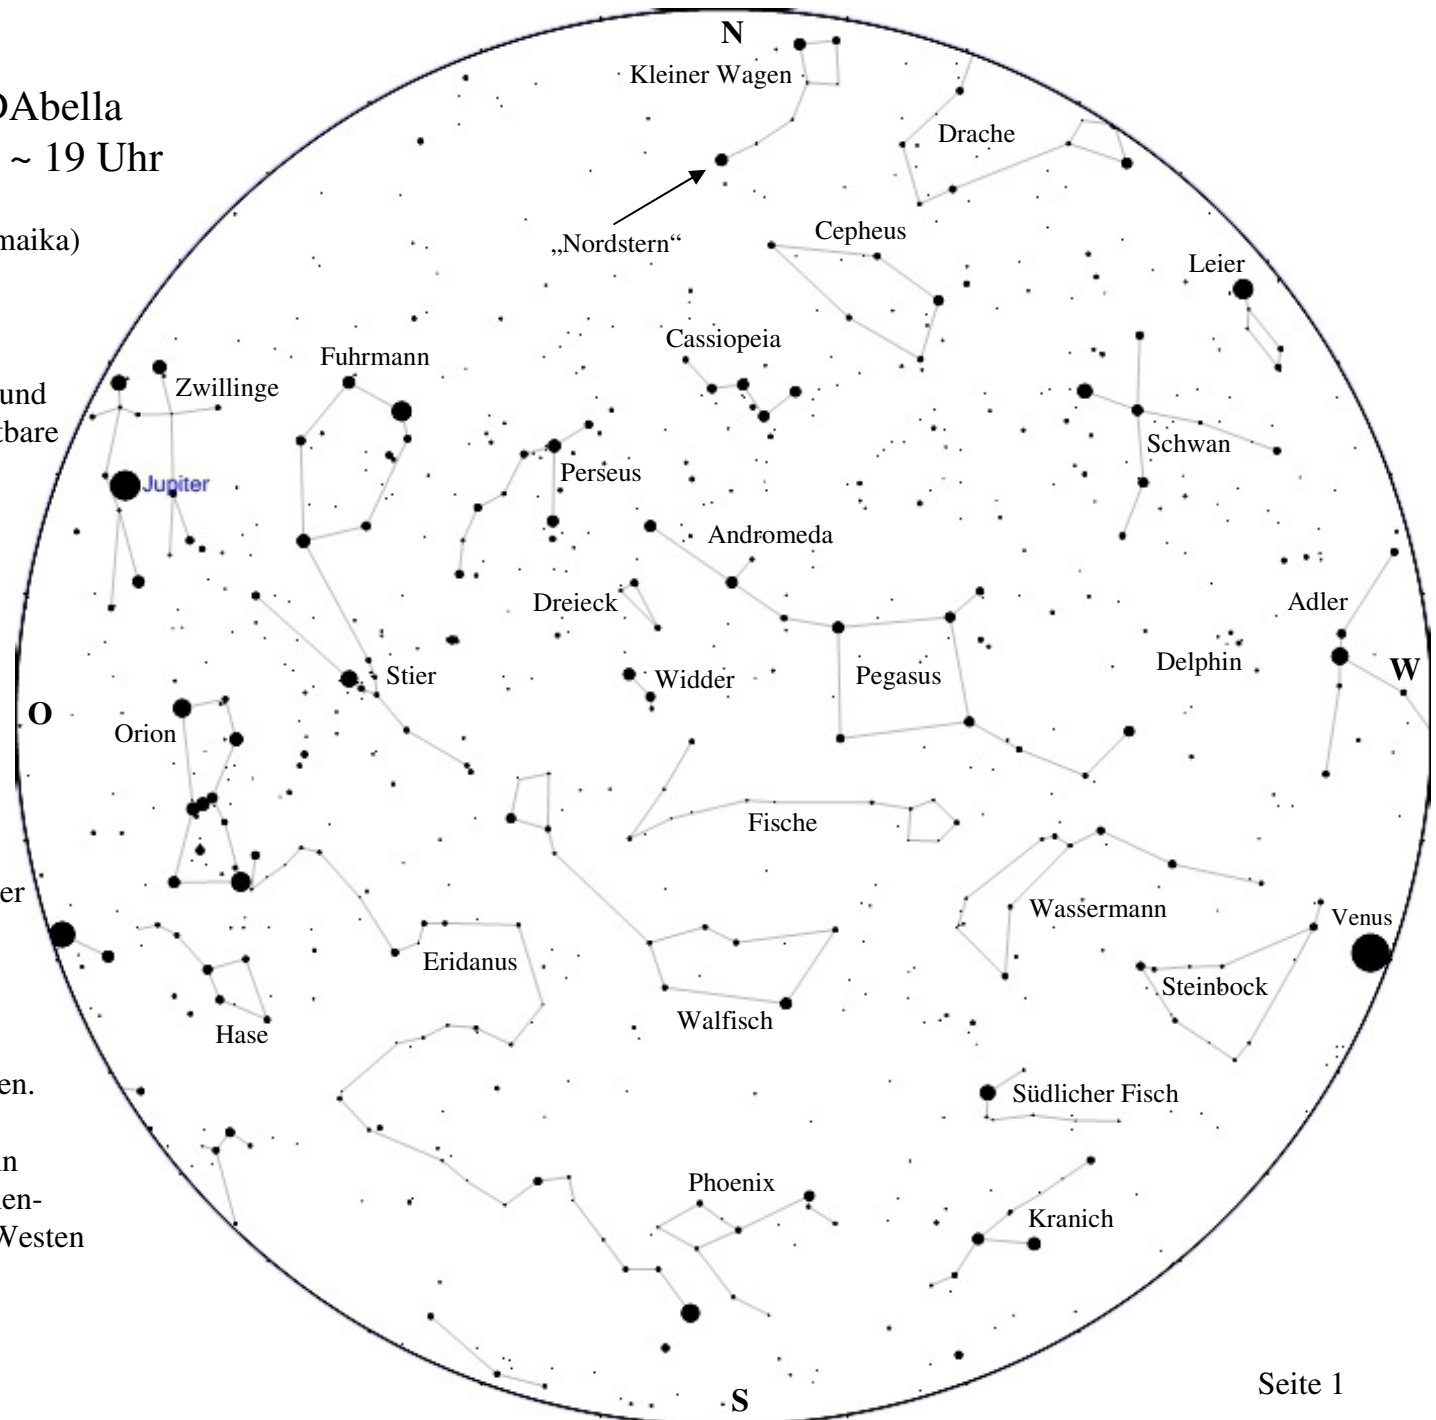 N
Kleiner Wagen
Abella
~ 19 Uhr
Drache
maika)
„Nordstern“
Cepheus
Leier
Cassiopeia
Fuhrmann
Zwillinge
und
tbare
Schwan
Perseus
Jupiter
Andromeda
Dreieck
Adler
Delphin
Stier
Widder
Pegasus
W
O
Orion
Fische
er
Wassermann
Venus
Eridanus
Steinbock
Walfisch
Hase
en.
Südlicher Fisch
n
en-
Westen
Phoenix
Kranich
Seite 1
S